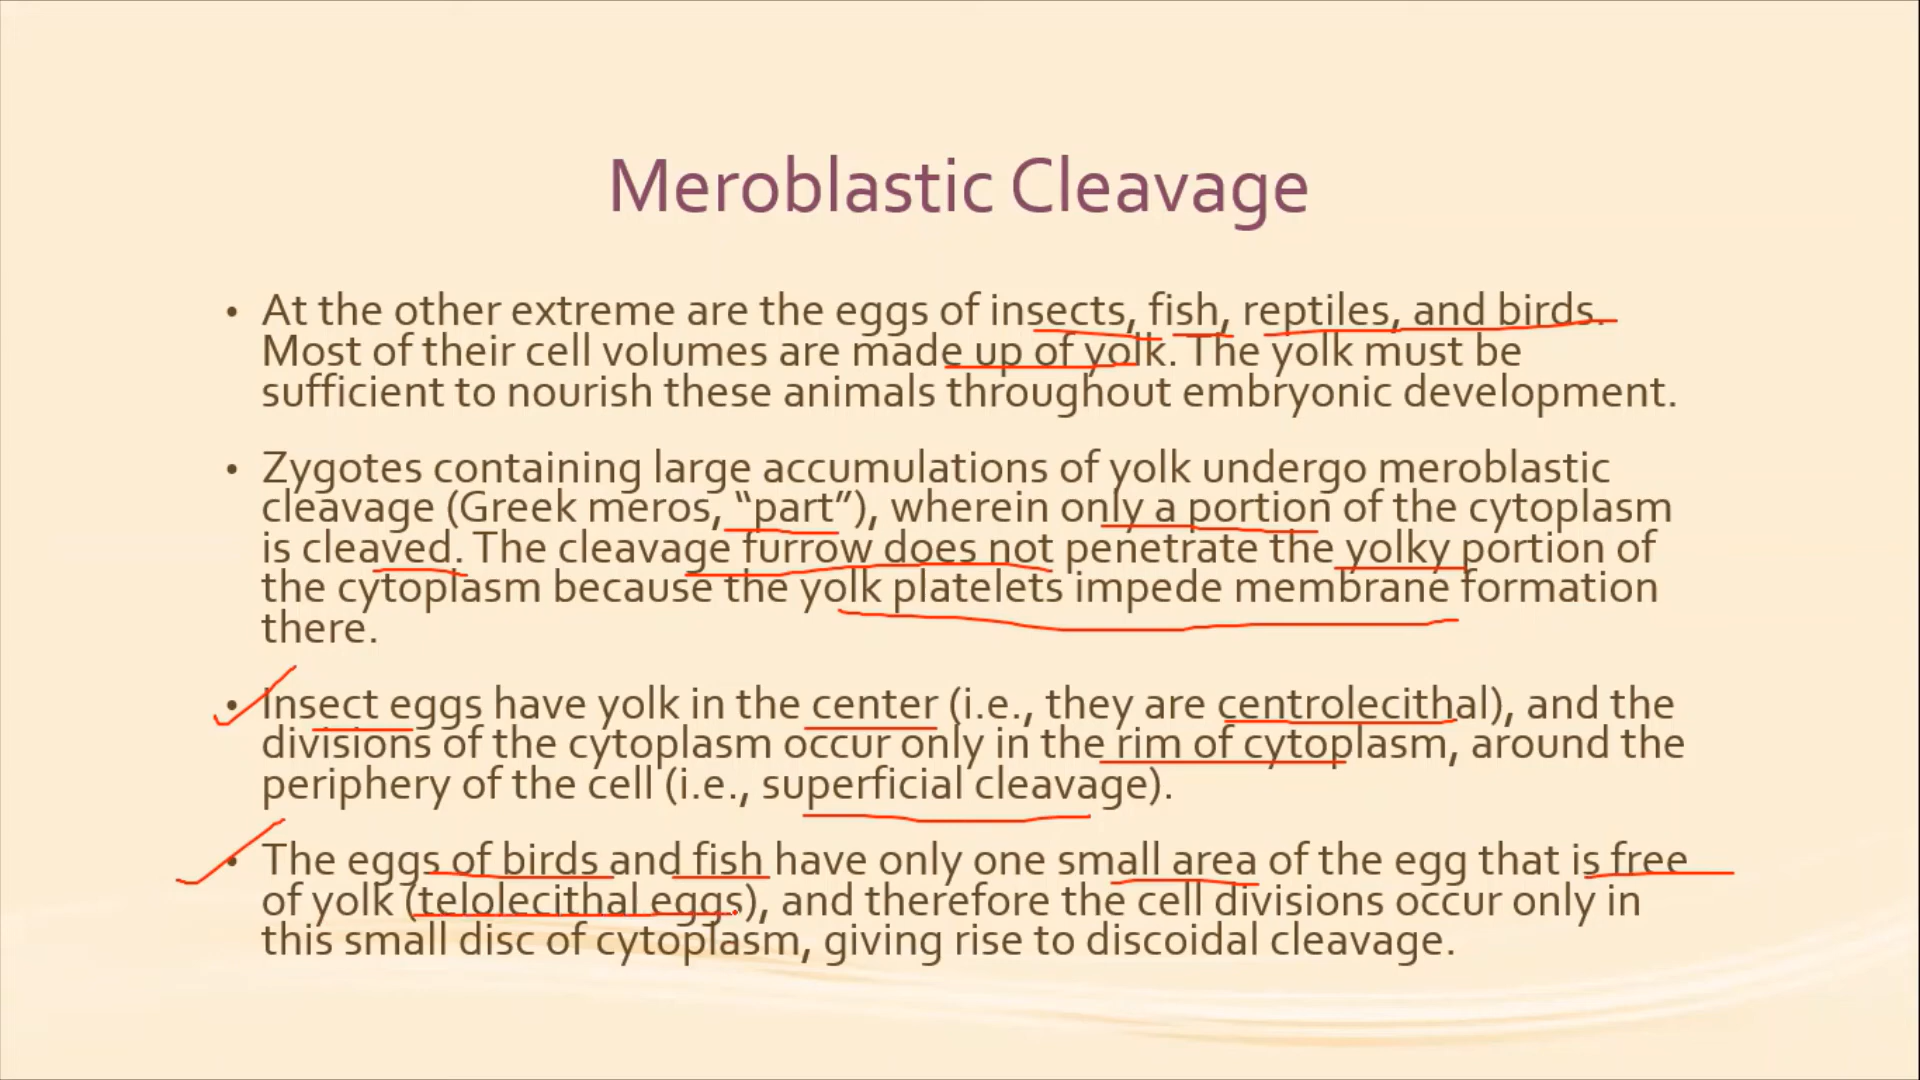 Meroblastic Cleavage
• At the other extreme are the eggs of insects, fish, reptiles, and birds.
Most of their cell volumes are made up of yolk. The yolk must be
sufficient to nourish these animals throughout embryonic development.
• Zygotes containing large accumulations of yolk undergo meroblastic
cleavage (Greek meros, “part”), wherein only a portion of the cytoplasm
is cleaved. The cleavage furrow does not penetrate the yolky portion of
the cytoplasm because the yolk platelets impede membrane formation
there.
• Insect eggs have yolk in the center (i.e., they are centrolecithal), and the
divisions of the cytoplasm occur only in the rim of cytoplasm, around the
periphery of the cell (i.e., superficial cleavage).
• The eggs of birds and fish have only one small area of the egg that is free
of yolk (telolecithal eggs), and therefore the cell divisions occur only in
this small disc of cytoplasm, giving rise to discoidal cleavage.